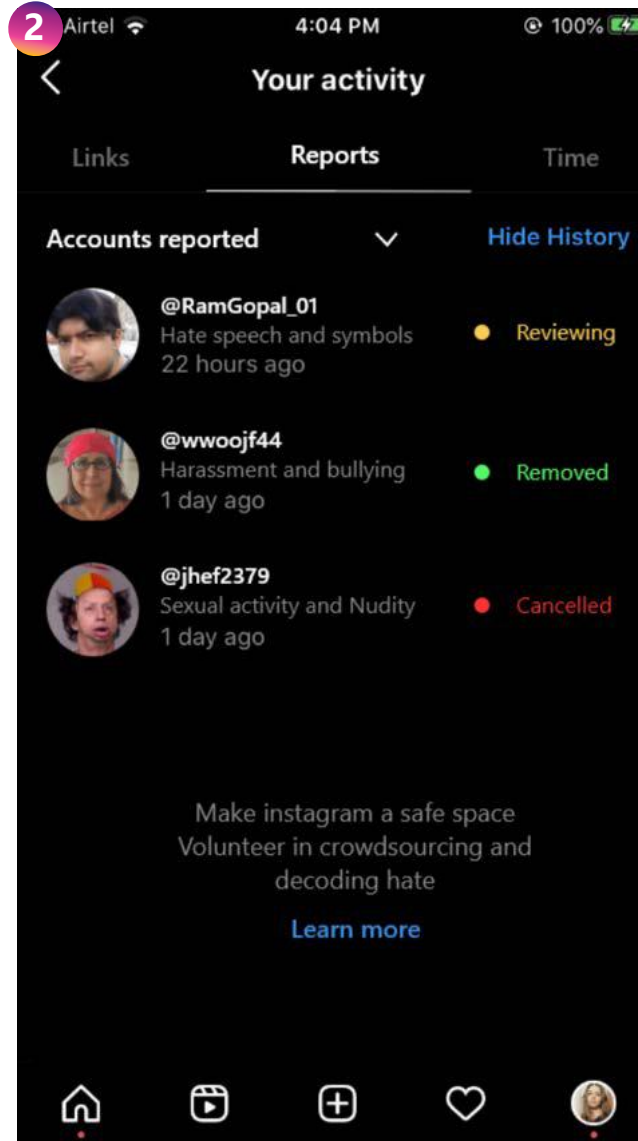 2
Airtel 4:04 PM 100%
Your activity
Links Reports Time
Accounts reported Hide History
@RamGopal_01
Hate speech and symbols Reviewing
22 hours ago
@wwoojf44
Harassment and bullying Removed
1 day ago
@jhef2379
Sexual activity and Nudity Cancelled
1 day ago
Make instagram a safe space
Volunteer in crowdsourcing and
decoding hate
Learn more